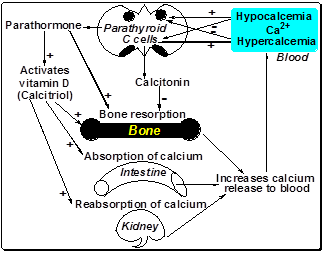 Parathormone
Parathyroid
C cells
Hypocalcemia
Ca2+
Hypercalcemia
Blood
+
-
+
+
+
Activates
vitamin D
(Calcitriol)
Calcitonin
-
+
+
Bone resorption
Bone
+
Absorption of calcium
Intestine
Increases calcium
release to blood
+
Reabsorption of calcium
Kidney